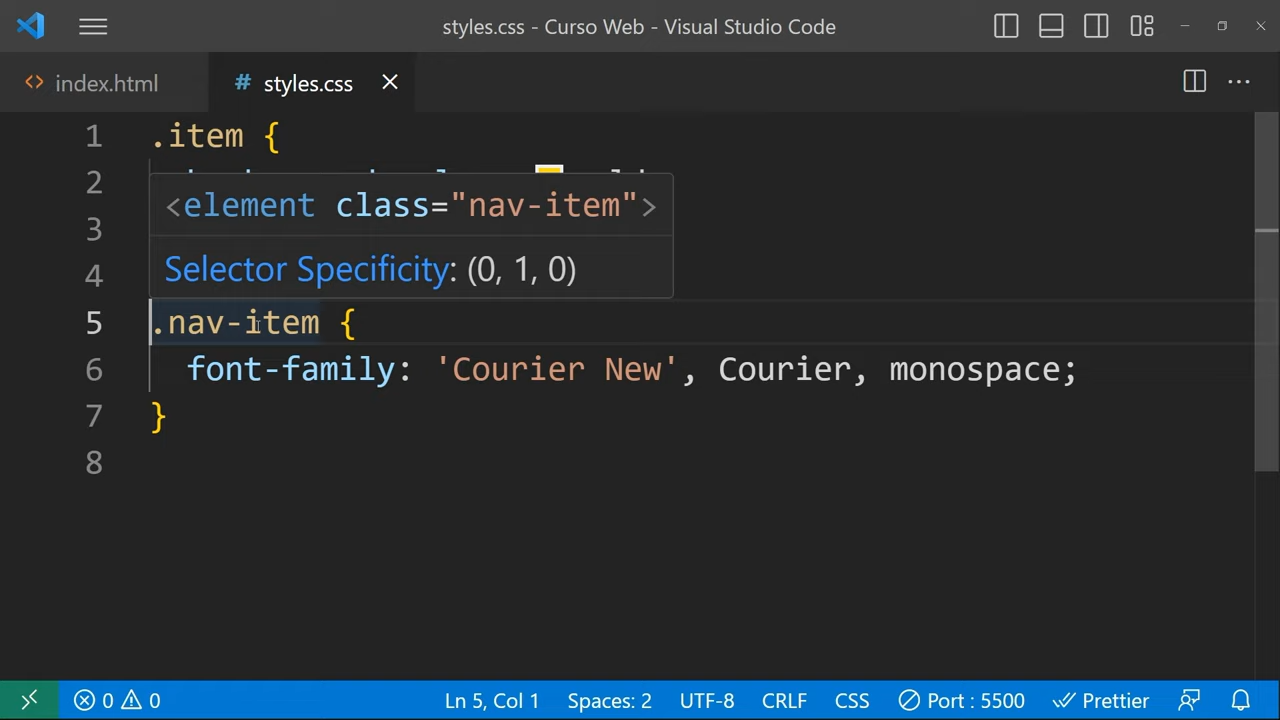 styles.css - Curso Web - Visual Studio Code
index.html
# styles.css
1 .item {
2
<element class="nav-item">
3
Selector Specificity: (0, 1, 0)
4
5 .nav-item {
6 font-family: 'Courier New', Courier, monospace;
7 }
8
0 0 Ln 5, Col 1 Spaces: 2 UTF-8 CRLF CSS Port : 5500 Prettier